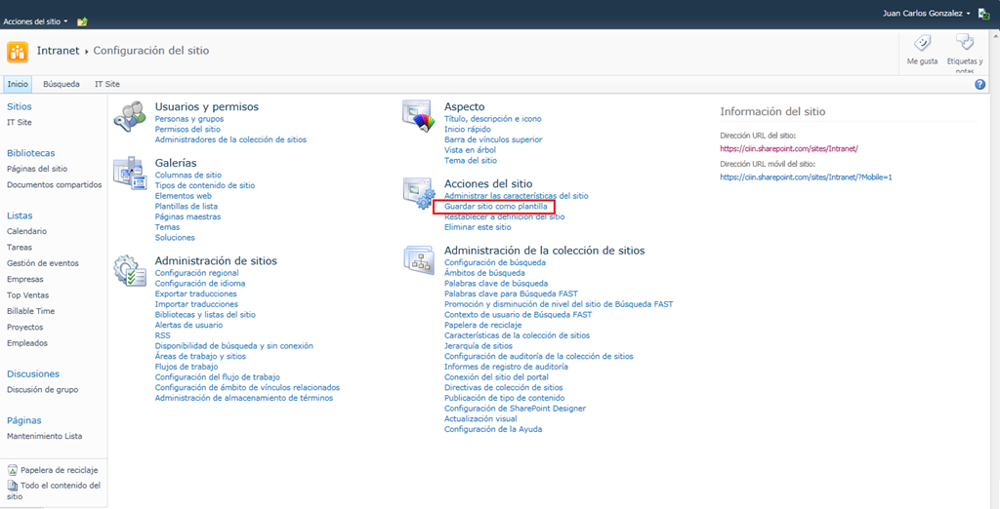 Acciones del sitio
Juan Carlos Gonzalez
Intranet
Configuración del sitio
Me gusta
Etiquetas y notas
Inicio
Búsqueda
IT Site
Sitios
IT Site
Bibliotecas
Páginas del sitio
Documentos compartidos
Listas
Calendario
Tareas
Gestión de eventos
Empresas
Top Ventas
Billable Time
Proyectos
Empleados
Discusiones
Discusión de grupo
Páginas
Mantenimiento Lista
Papelera de reciclaje
Todo el contenido del
sitio
Usuarios y permisos
Personas y grupos
Permisos del sitio
Administradores de la colección de sitios
Galerías
Columnas de sitio
Tipos de contenido de sitio
Elementos web
Plantillas de lista
Páginas maestras
Temas
Soluciones
Administración de sitios
Configuración regional
Configuración de idioma
Exportar traducciones
Importar traducciones
Bibliotecas y listas del sitio
Alertas de usuario
RSS
Disponibilidad de búsqueda y sin conexión
Áreas de trabajo y sitios
Flujos de trabajo
Configuración del flujo de trabajo
Configuración de ámbito de vínculos relacionados
Administración de almacenamiento de términos
Aspecto
Título, descripción e icono
Inicio rápido
Barra de vínculos superior
Vista en árbol
Tema del sitio
Acciones del sitio
Administrar las características del sitio
Guardar sitio como plantilla
Restablecer a definición del sitio
Eliminar este sitio
Administración de la colección de sitios
Configuración de búsqueda
Ámbitos de búsqueda
Palabras clave de búsqueda
Palabras clave para Búsqueda FAST
Promoción y disminución de nivel del sitio de Búsqueda FAST
Contexto de usuario de Búsqueda FAST
Papelera de reciclaje
Características de la colección de sitios
Jerarquía de sitios
Configuración de auditoría de la colección de sitios
Informes de registro de auditoría
Conexión del sitio del portal
Directivas de colección de sitios
Publicación de tipo de contenido
Configuración de SharePoint Designer
Actualización visual
Configuración de la Ayuda
Información del sitio
Dirección URL del sitio:
https://ciin.sharepoint.com/sites/Intranet/
Dirección URL móvil del sitio:
https://ciin.sharepoint.com/sites/Intranet/?Mobile=1